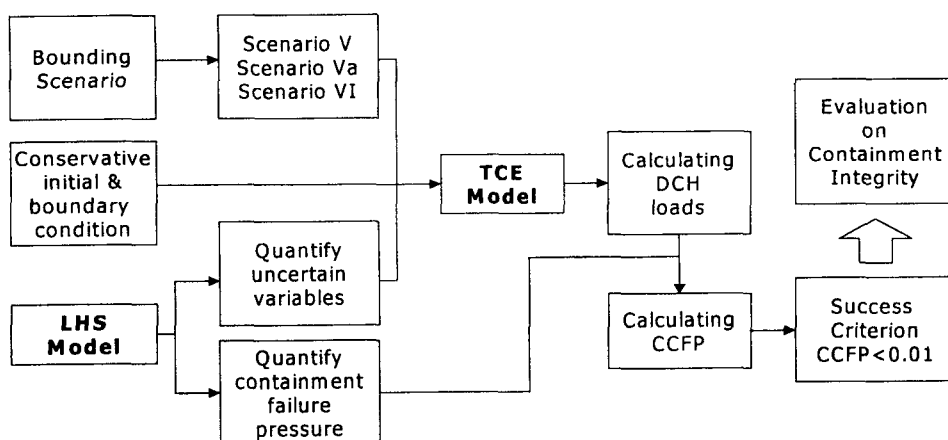 Bounding
Scenario
Scenario V
Scenario Va
Scenario VI
Conservative
initial &
boundary
condition
LHS
Model
Quantify
uncertain
variables
Quantify
containment
failure
pressure
TCE
Model
Calculating
DCH
loads
Calculating
CCFP
Success
Criterion
CCFP<0.01
Evaluation
on
Containment
Integrity